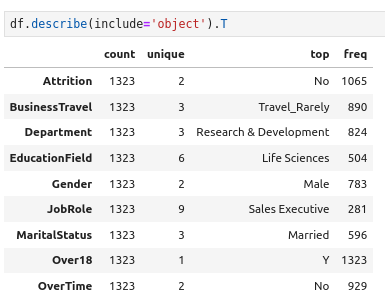 df.describe(include='object').T
count unique top freq
Attrition 1323 2 No 1065
BusinessTravel 1323 3 Travel_Rarely 890
Department 1323 3 Research & Development 824
EducationField 1323 6 Life Sciences 504
Gender 1323 2 Male 783
JobRole 1323 9 Sales Executive 281
MaritalStatus 1323 3 Married 596
Over18 1323 1 Y 1323
OverTime 1323 2 No 929